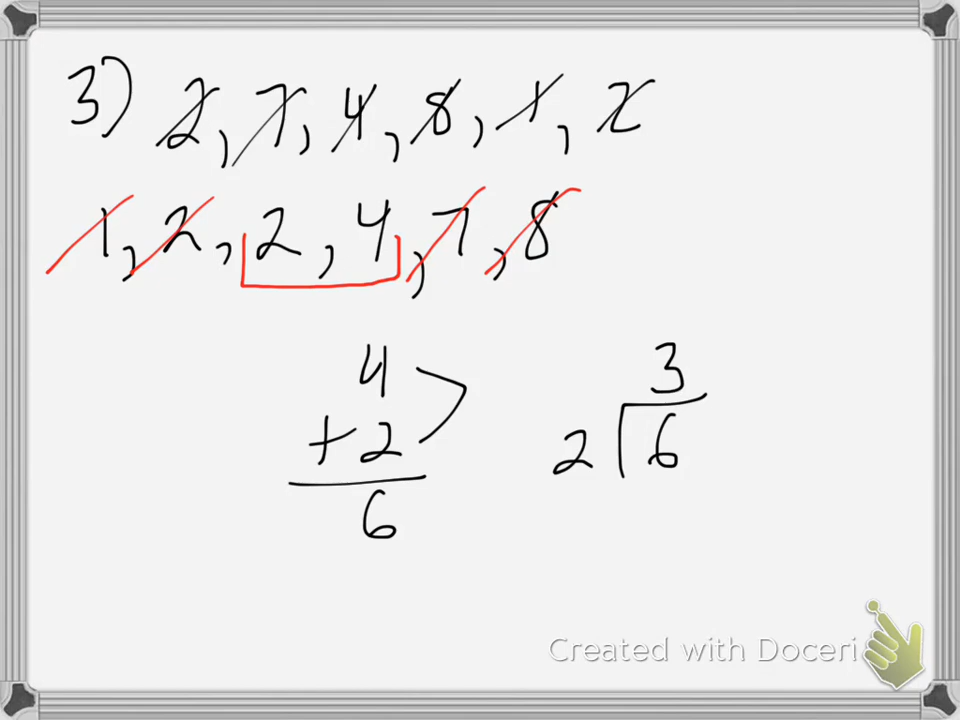 3) 2, 7, 4, 8, 1, 2
1, 2, 2, 4, 7, 8
4
+ 2
6
3
2 6
Created with Doceri